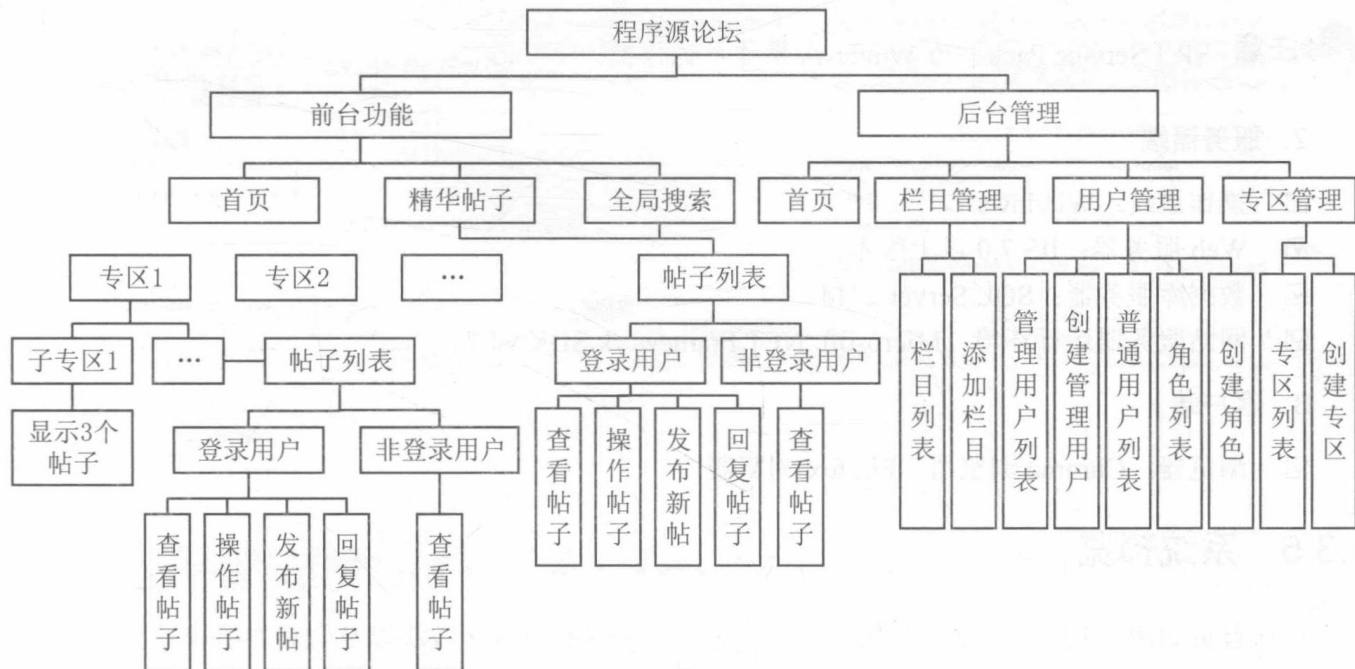 程序源论坛
前台功能
后台管理
首页
精华帖子
全局搜索
首页
栏目管理
用户管理
专区管理
专区1
专区2
…
帖子列表
子专区1
…
帖子列表
登录用户
非登录用户
显示3个
帖子
登录用户
非登录用户
查看帖子
操作帖子
发布新帖
回复帖子
查看帖子
查看帖子
操作帖子
发布新帖
回复帖子
查看帖子
栏目列表
添加栏目
管理用户列表
创建管理用户
普通用户列表
角色列表
创建角色
专区列表
创建专区